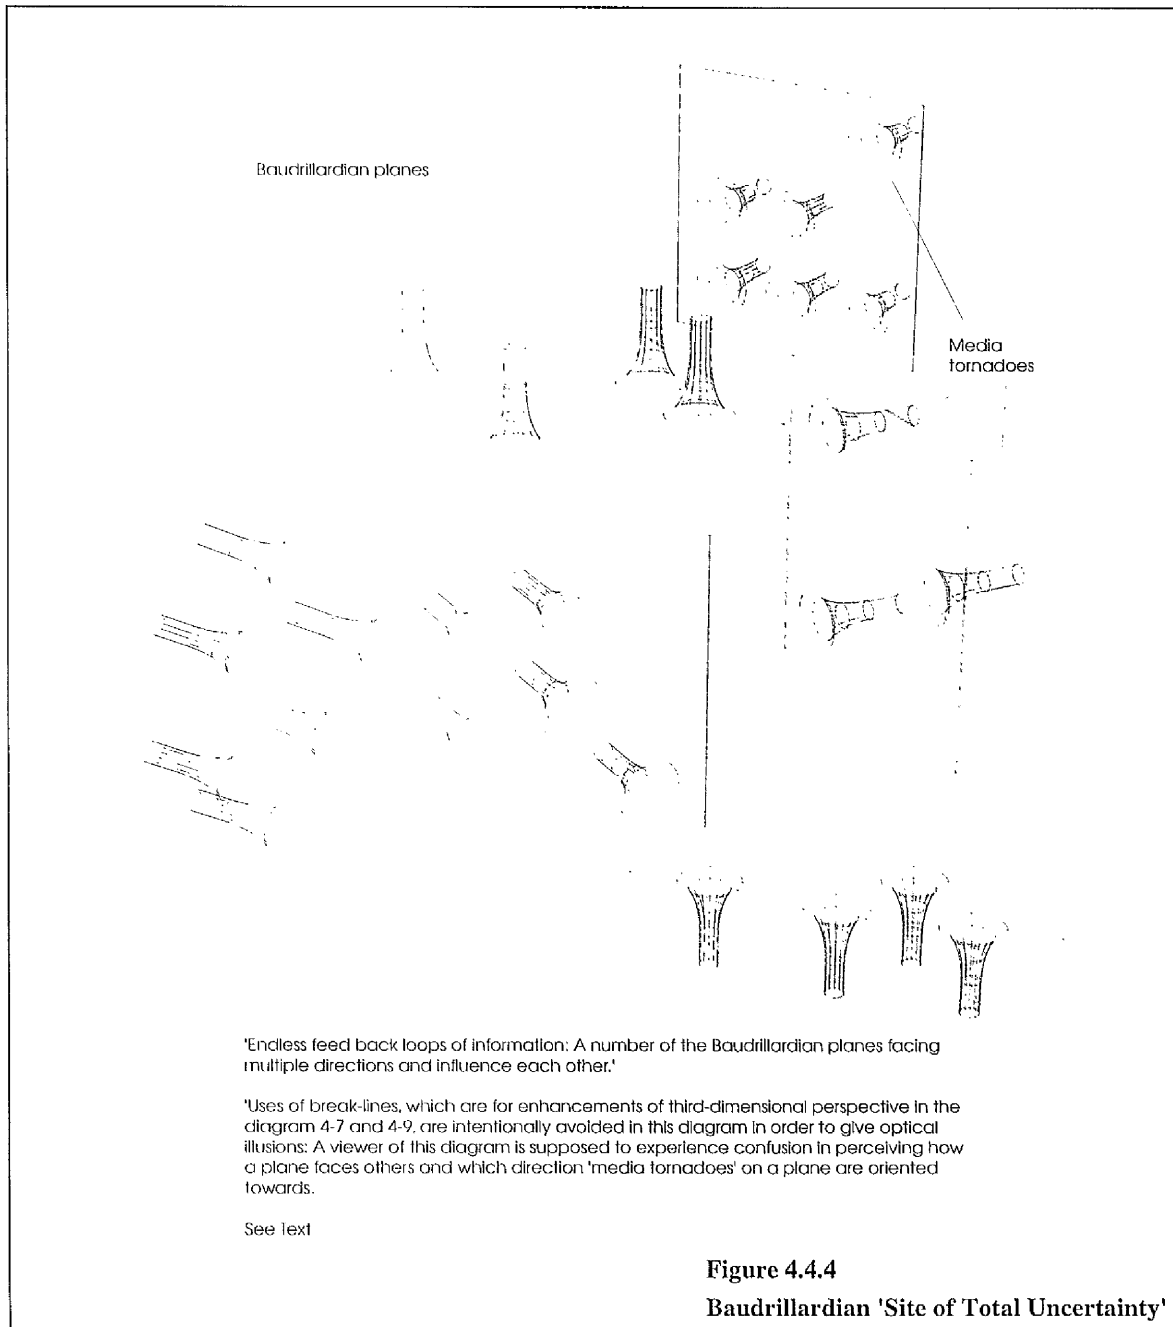 Baudrillardian planes
Media
tornadoes
'Endless feed back loops of information: A number of the Baudrillardian planes facing
multiple directions and influence each other.'
'Uses of break-lines, which are for enhancements of third-dimensional perspective in the
diagram 4-7 and 4-9, are intentionally avoided in this diagram in order to give optical
illusions: A viewer of this diagram is supposed to experience confusion in perceiving how
a plane faces others and which direction 'media tornadoes' on a plane are oriented
towards.
See Text
Figure 4.4.4
Baudrillardian 'Site of Total Uncertainty'